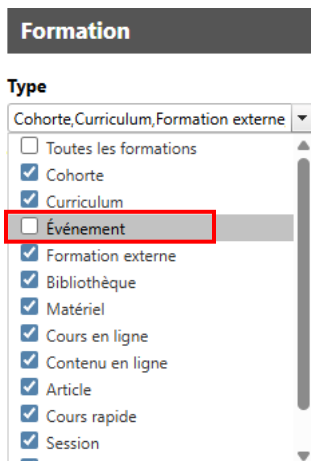 Formation
Type
Cohorte,Curriculum,Formation externe
Toutes les formations
Cohorte
Curriculum
Événement
Formation externe
Bibliothèque
Matériel
Cours en ligne
Contenu en ligne
Article
Cours rapide
Session